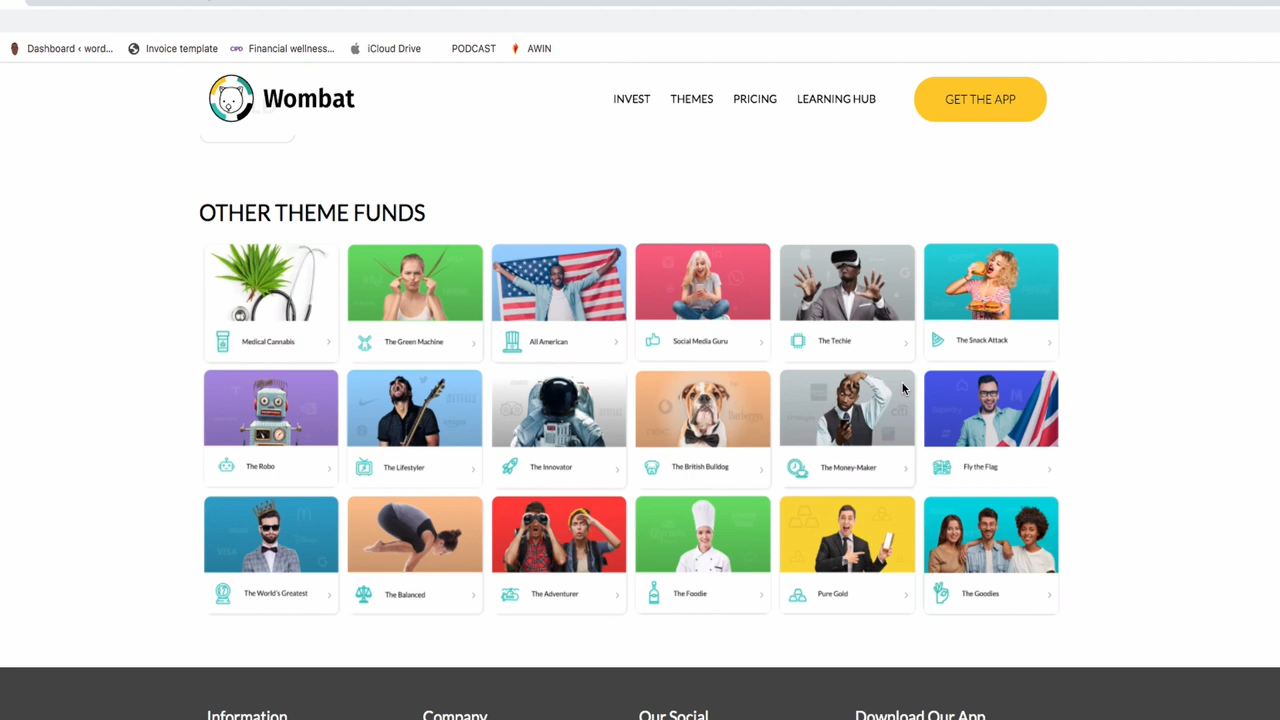 Dashboard ‹ word...
Invoice template
CIPD Financial wellness...
iCloud Drive
PODCAST
AWIN
Wombat
INVEST
THEMES
PRICING
LEARNING HUB
GET THE APP
OTHER THEME FUNDS
Medical Cannabis
The Green Machine
All American
Social Media Guru
The Techie
The Snack Attack
The Robo
The Lifestyler
The Innovator
The British Bulldog
The Money-Maker
Fly the Flag
The World's Greatest
The Balanced
The Adventurer
The Foodie
Pure Gold
The Goodies
Information
Company
Our Social
Download Our App